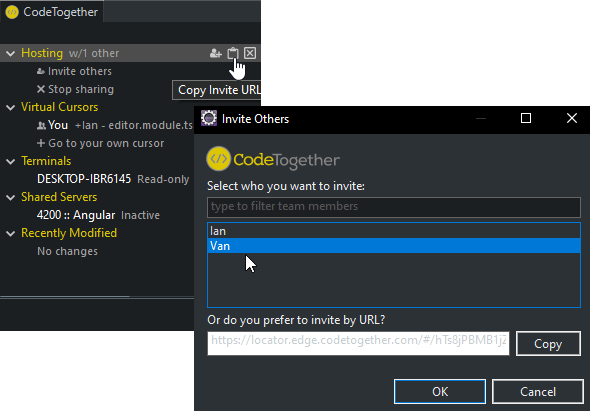 CodeTogether
Hosting w/1 other
Invite others
Stop sharing
Copy Invite URL
Virtual Cursors
You +Ian - editor.module.ts
Go to your own cursor
Terminals
DESKTOP-IBR6145 Read-only
Shared Servers
4200 :: Angular Inactive
Recently Modified
No changes
Invite Others
CodeTogether
Select who you want to invite:
type to filter team members
Ian
Van
Or do you prefer to invite by URL?
https://locator.edge.codetogether.com/#/hTs8jPBMB1jZ
Copy
OK
Cancel